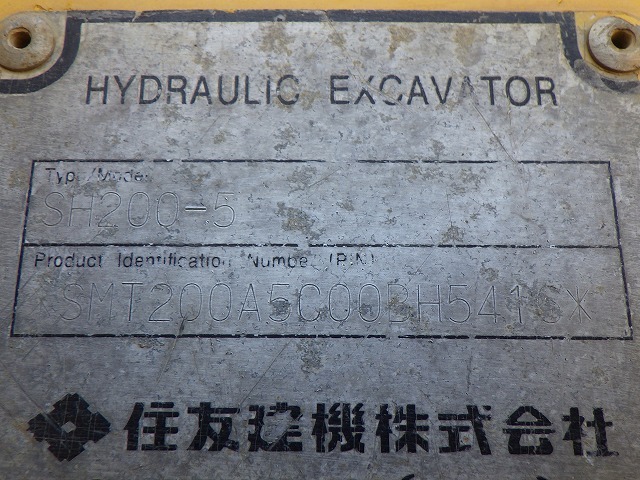 HYDRAULIC EXCAVATOR
Type/Model
SH200-5
Product Identification Number (PIN)
住友建機株式会社